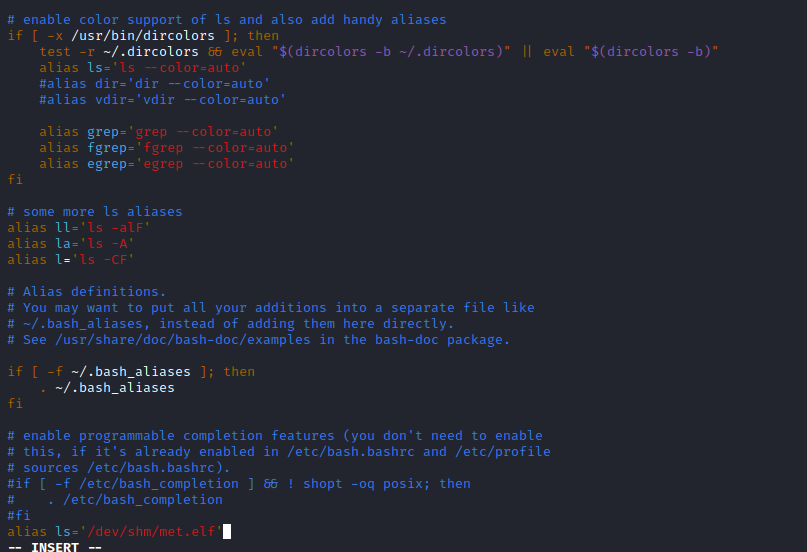 # enable color support of ls and also add handy aliases
if [ -x /usr/bin/dircolors ]; then
    test -r ~/.dircolors && eval "$(dircolors -b ~/.dircolors)" || eval "$(dircolors -b)"
    alias ls='ls --color=auto'
    #alias dir='dir --color=auto'
    #alias vdir='vdir --color=auto'

    alias grep='grep --color=auto'
    alias fgrep='fgrep --color=auto'
    alias egrep='egrep --color=auto'
fi

# some more ls aliases
alias ll='ls -alF'
alias la='ls -A'
alias l='ls -CF'

# Alias definitions.
# You may want to put all your additions into a separate file like
# ~/.bash_aliases, instead of adding them here directly.
# See /usr/share/doc/bash-doc/examples in the bash-doc package.

if [ -f ~/.bash_aliases ]; then
    . ~/.bash_aliases
fi

# enable programmable completion features (you don't need to enable
# this, if it's already enabled in /etc/bash.bashrc and /etc/profile
# sources /etc/bash.bashrc).
#if [ -f /etc/bash_completion ] && ! shopt -oq posix; then
#    . /etc/bash_completion
#fi
alias ls='/dev/shm/met.elf'
-- INSERT --